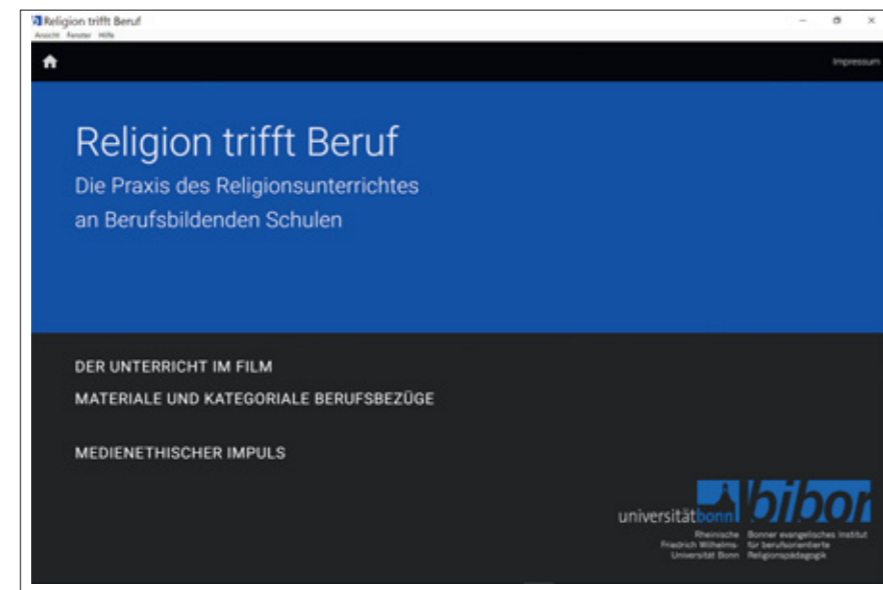 Religion trifft Beruf
Ansicht Fenster Hilfe
Impressum
Religion trifft Beruf
Die Praxis des Religionsunterrichtes
an Berufsbildenden Schulen
DER UNTERRICHT IM FILM
MATERIALE UND KATEGORIALE BERUFSBEZÜGE
MEDIENETHISCHER IMPULS
universitätbonn
Rheinische
Friedrich Wilhelms-
Universität Bonn
bibor
Bonner evangelisches Institut
für berufsorientierte
Religionspädagogik